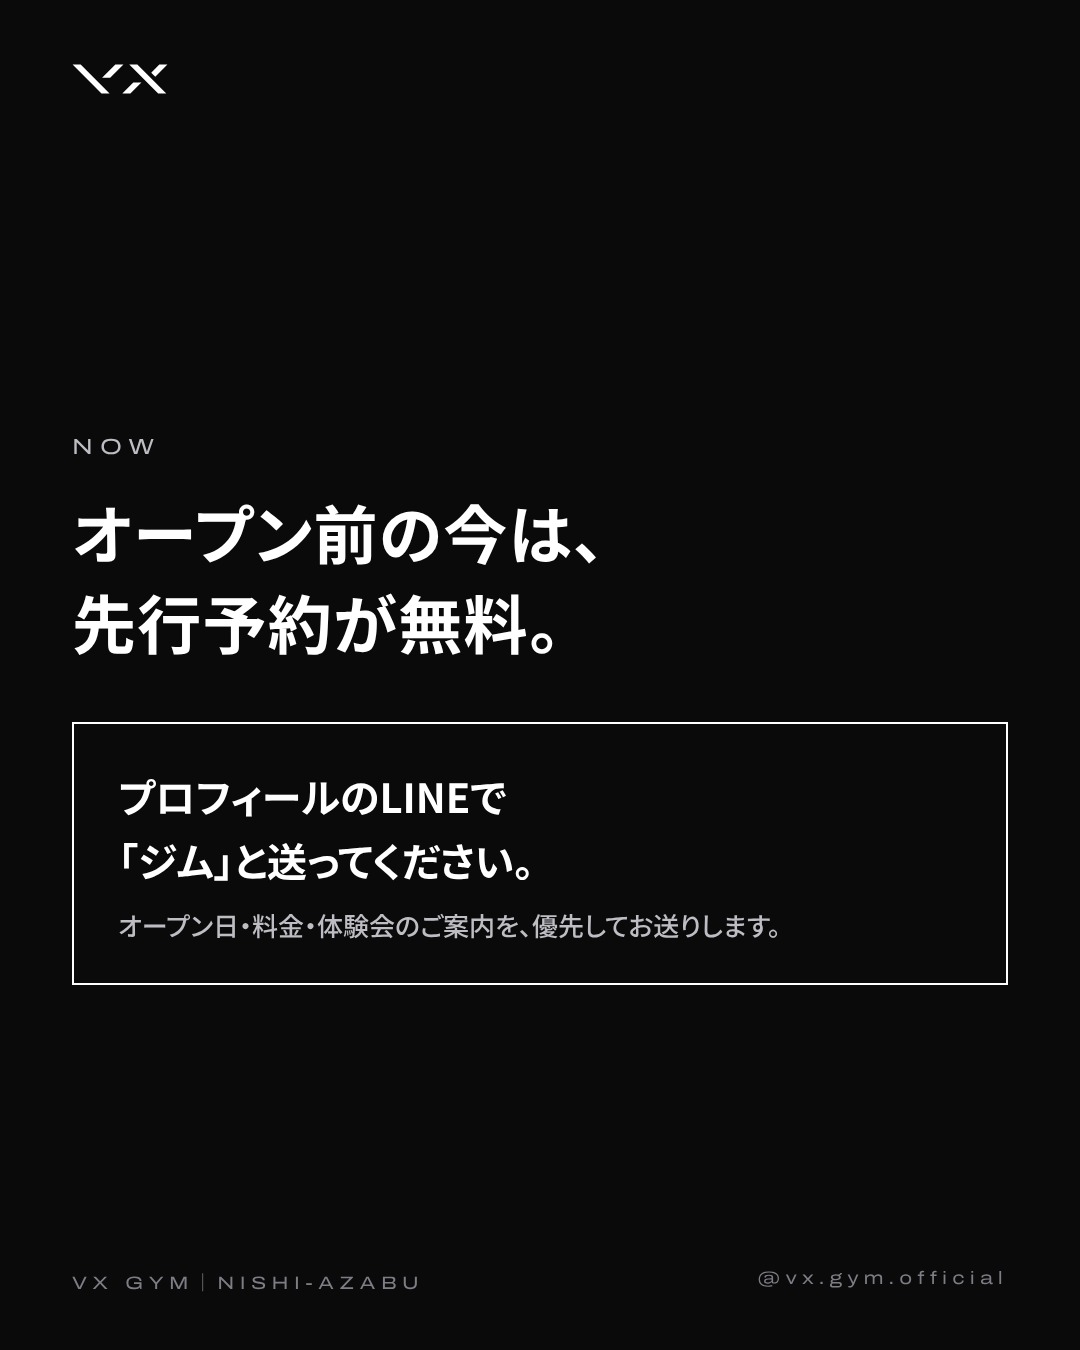 VX
NOW
オープン前の今は、
先行予約が無料。
プロフィールのLINEで
「ジム」と送ってください。
オープン日・料金・体験会のご案内を、優先してお送りします。
VX GYM｜NISHI-AZABU
@vx.gym.official